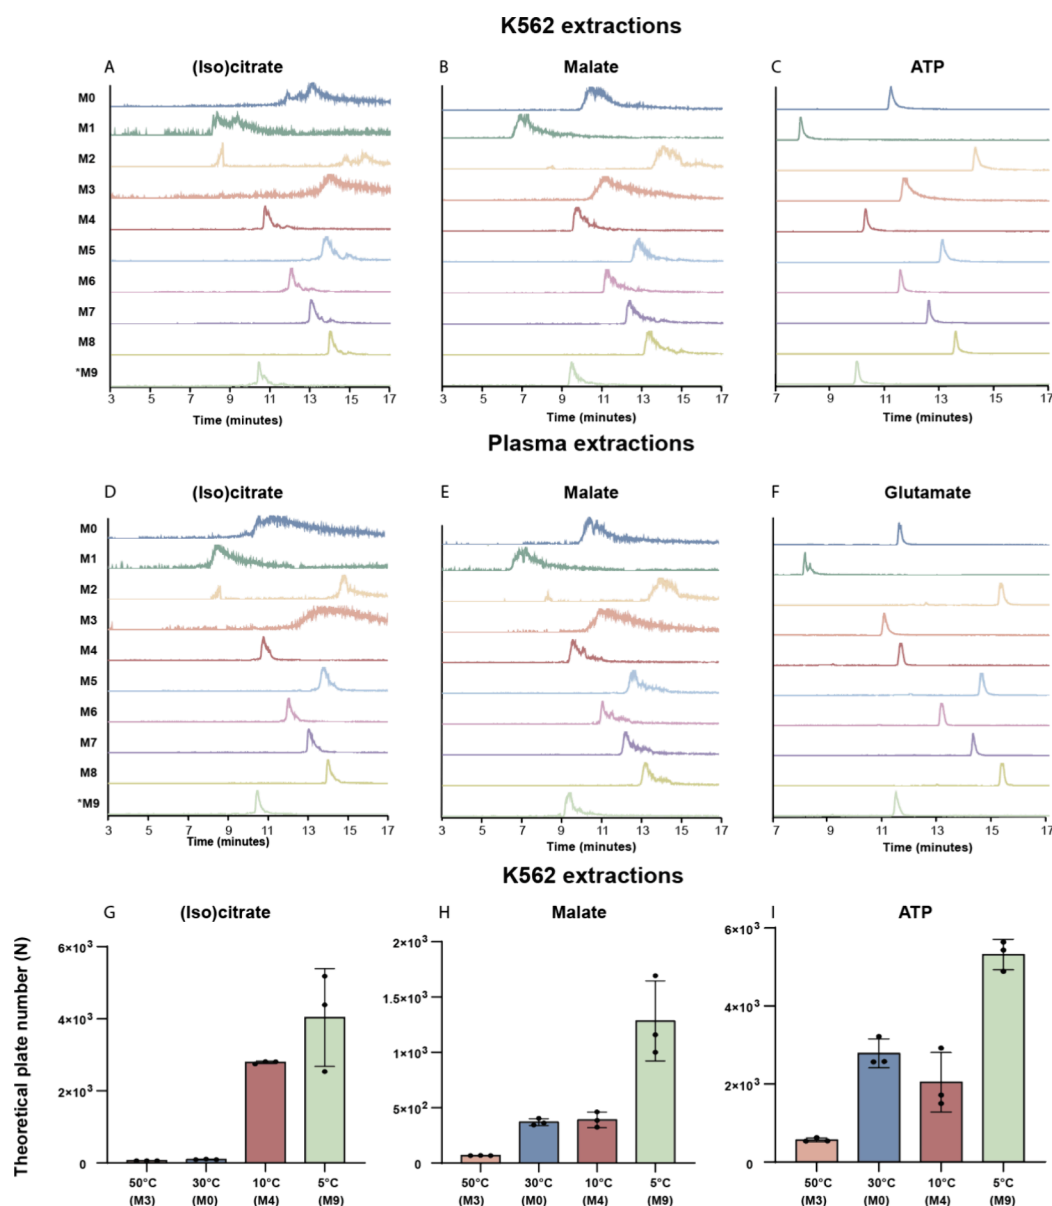 K562 extractions
A (Iso)citrate B Malate C ATP
M0
M1
M2
M3
M4
M5
M6
M7
M8
*M9
3 5 7 9 11 13 15 17 3 5 7 9 11 13 15 17 7 9 11 13 15 17
Time (minutes) Time (minutes) Time (minutes)
Plasma extractions
D (Iso)citrate E Malate F Glutamate
M0
M1
M2
M3
M4
M5
M6
M7
M8
*M9
3 5 7 9 11 13 15 17 3 5 7 9 11 13 15 17 7 9 11 13 15 17
Time (minutes) Time (minutes) Time (minutes)
K562 extractions
G (Iso)citrate H Malate I ATP
Theoretical plate number (N)
6×10³
4×10³
2×10³
0
2×10³
1.5×10³
1×10³
5×10²
0
6×10³
4×10³
2×10³
0
50°C 30°C 10°C 5°C 50°C 30°C 10°C 5°C 50°C 30°C 10°C 5°C
(M3) (M0) (M4) (M9) (M3) (M0) (M4) (M9) (M3) (M0) (M4) (M9)